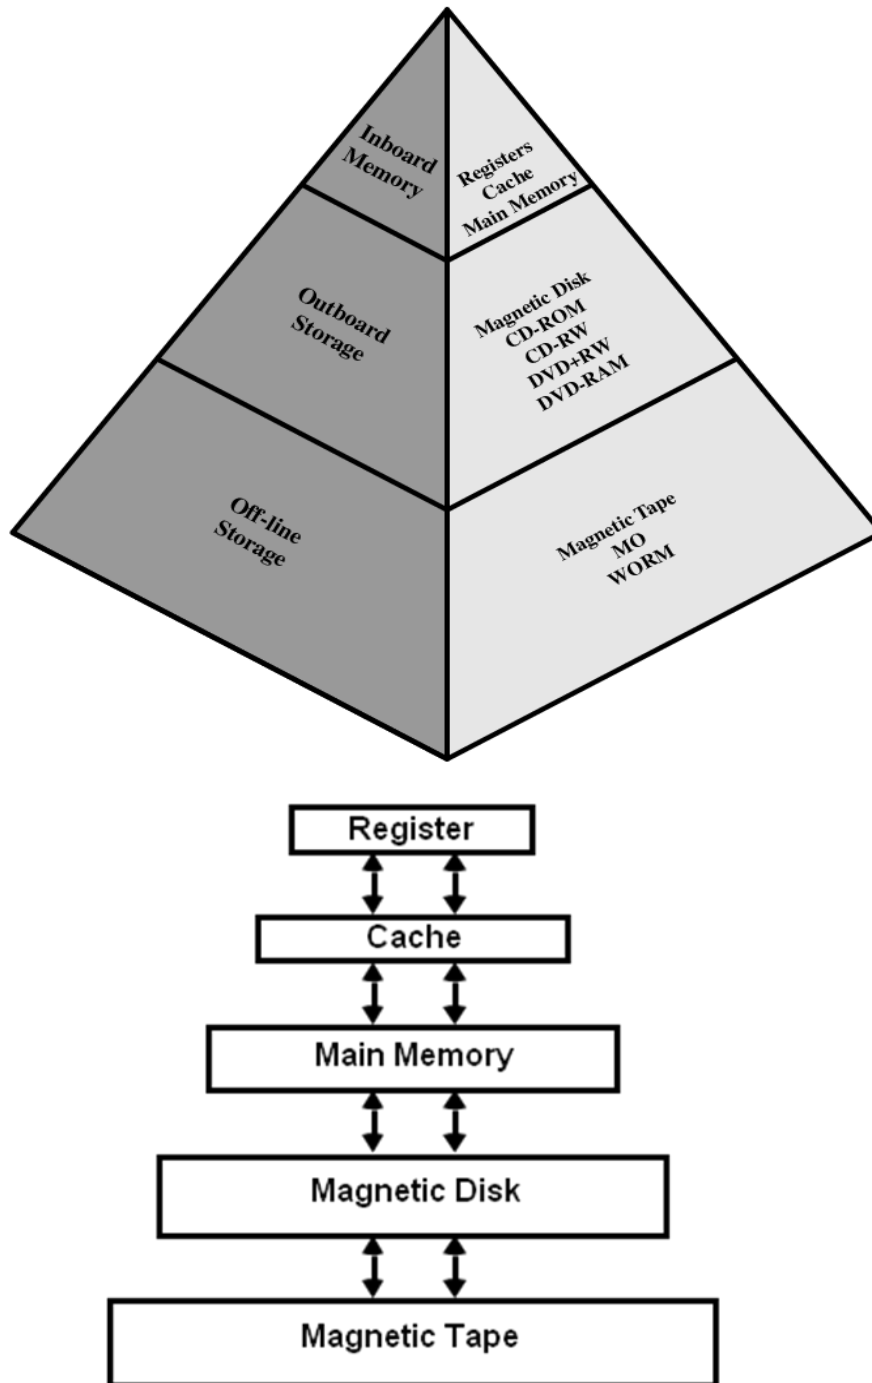 Inboard
Memory
Registers
Cache
Main Memory
Outboard
Storage
Magnetic Disk
CD-ROM
CD-RW
DVD+RW
DVD-RAM
Off-line
Storage
Magnetic Tape
MO
WORM
Register
Cache
Main Memory
Magnetic Disk
Magnetic Tape